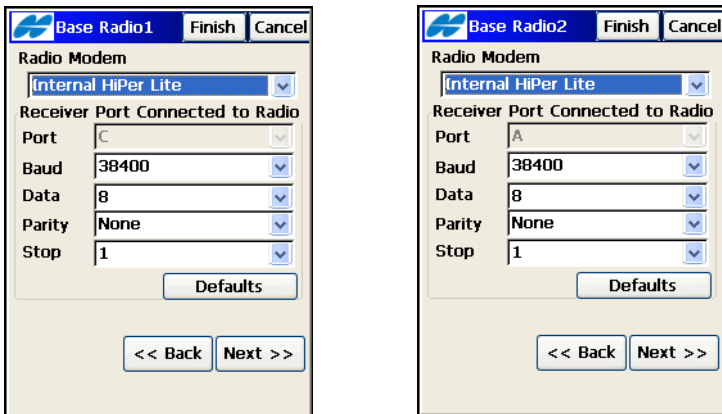 Base Radio1 Finish Cancel
Radio Modem
Internal HiPer Lite
Receiver Port Connected to Radio
Port C
Baud 38400
Data 8
Parity None
Stop 1
Defaults
<< Back Next >>
Base Radio2 Finish Cancel
Radio Modem
Internal HiPer Lite
Receiver Port Connected to Radio
Port A
Baud 38400
Data 8
Parity None
Stop 1
Defaults
<< Back Next >>